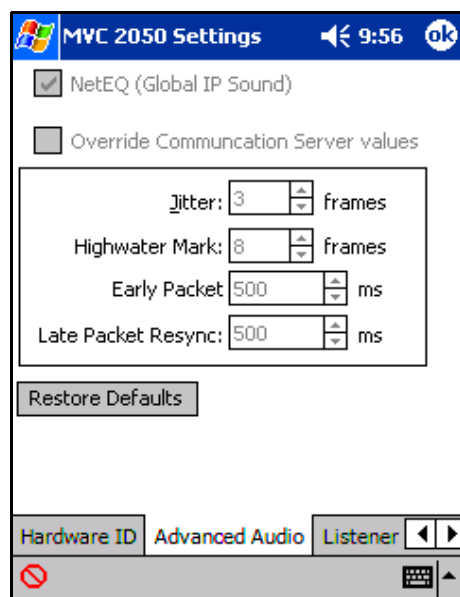 MVC 2050 Settings 9:56 ok
NetEQ (Global IP Sound)
Override Communcation Server values
Jitter: 3 frames
Highwater Mark: 8 frames
Early Packet 500 ms
Late Packet Resync: 500 ms
Restore Defaults
Hardware ID Advanced Audio Listener